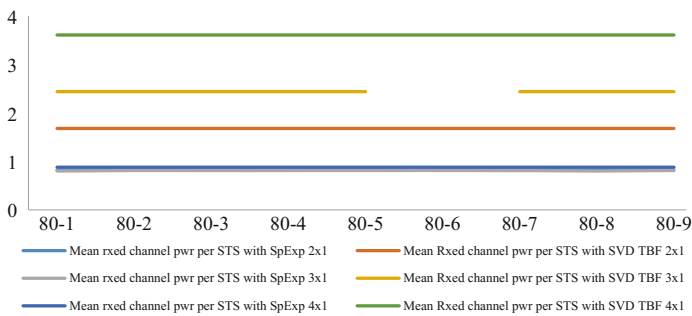 4
3
2
1
0
80-1 80-2 80-3 80-4 80-5 80-6 80-7 80-8 80-9
Mean rxed channel pwr per STS with SpExp 2x1 Mean Rxed channel pwr per STS with SVD TBF 2x1
Mean rxed channel pwr per STS with SpExp 3x1 Mean Rxed channel pwr per STS with SVD TBF 3x1
Mean rxed channel pwr per STS with SpExp 4x1 Mean Rxed channel pwr per STS with SVD TBF 4x1